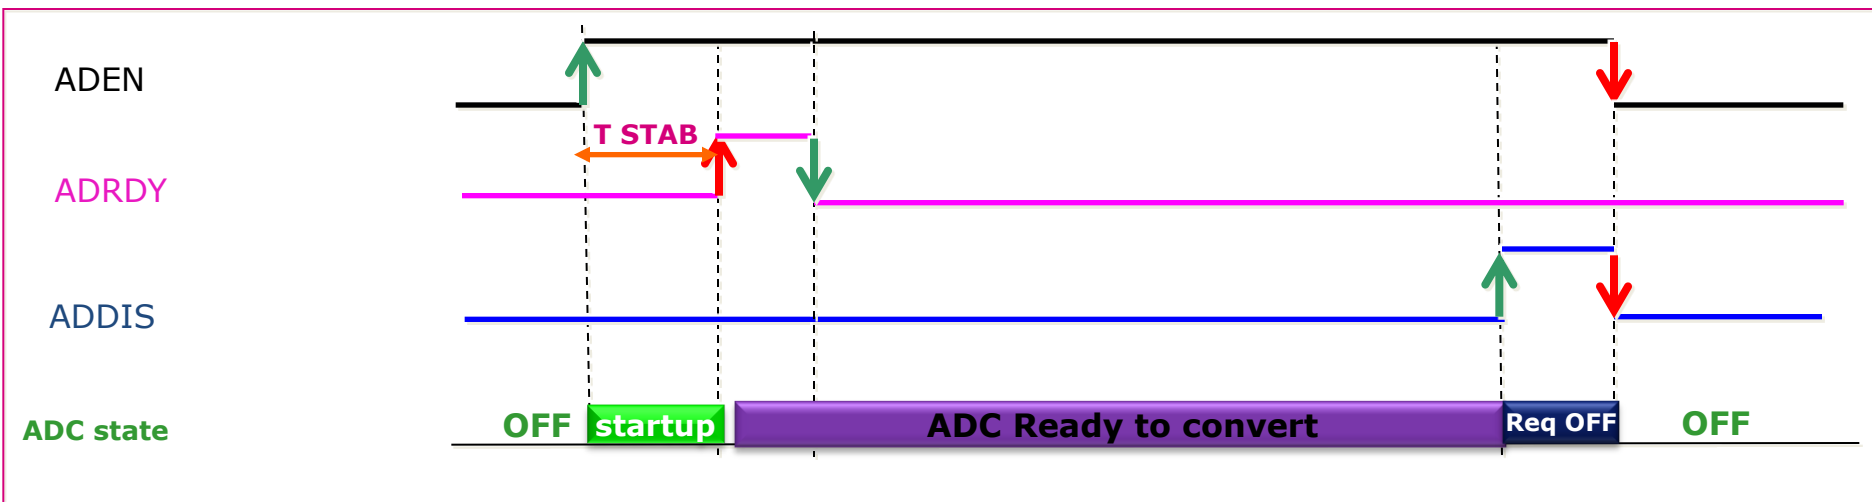 ADEN
T STAB
ADRDY
ADDIS
ADC state
OFF
startup
ADC Ready to convert
Req OFF
OFF